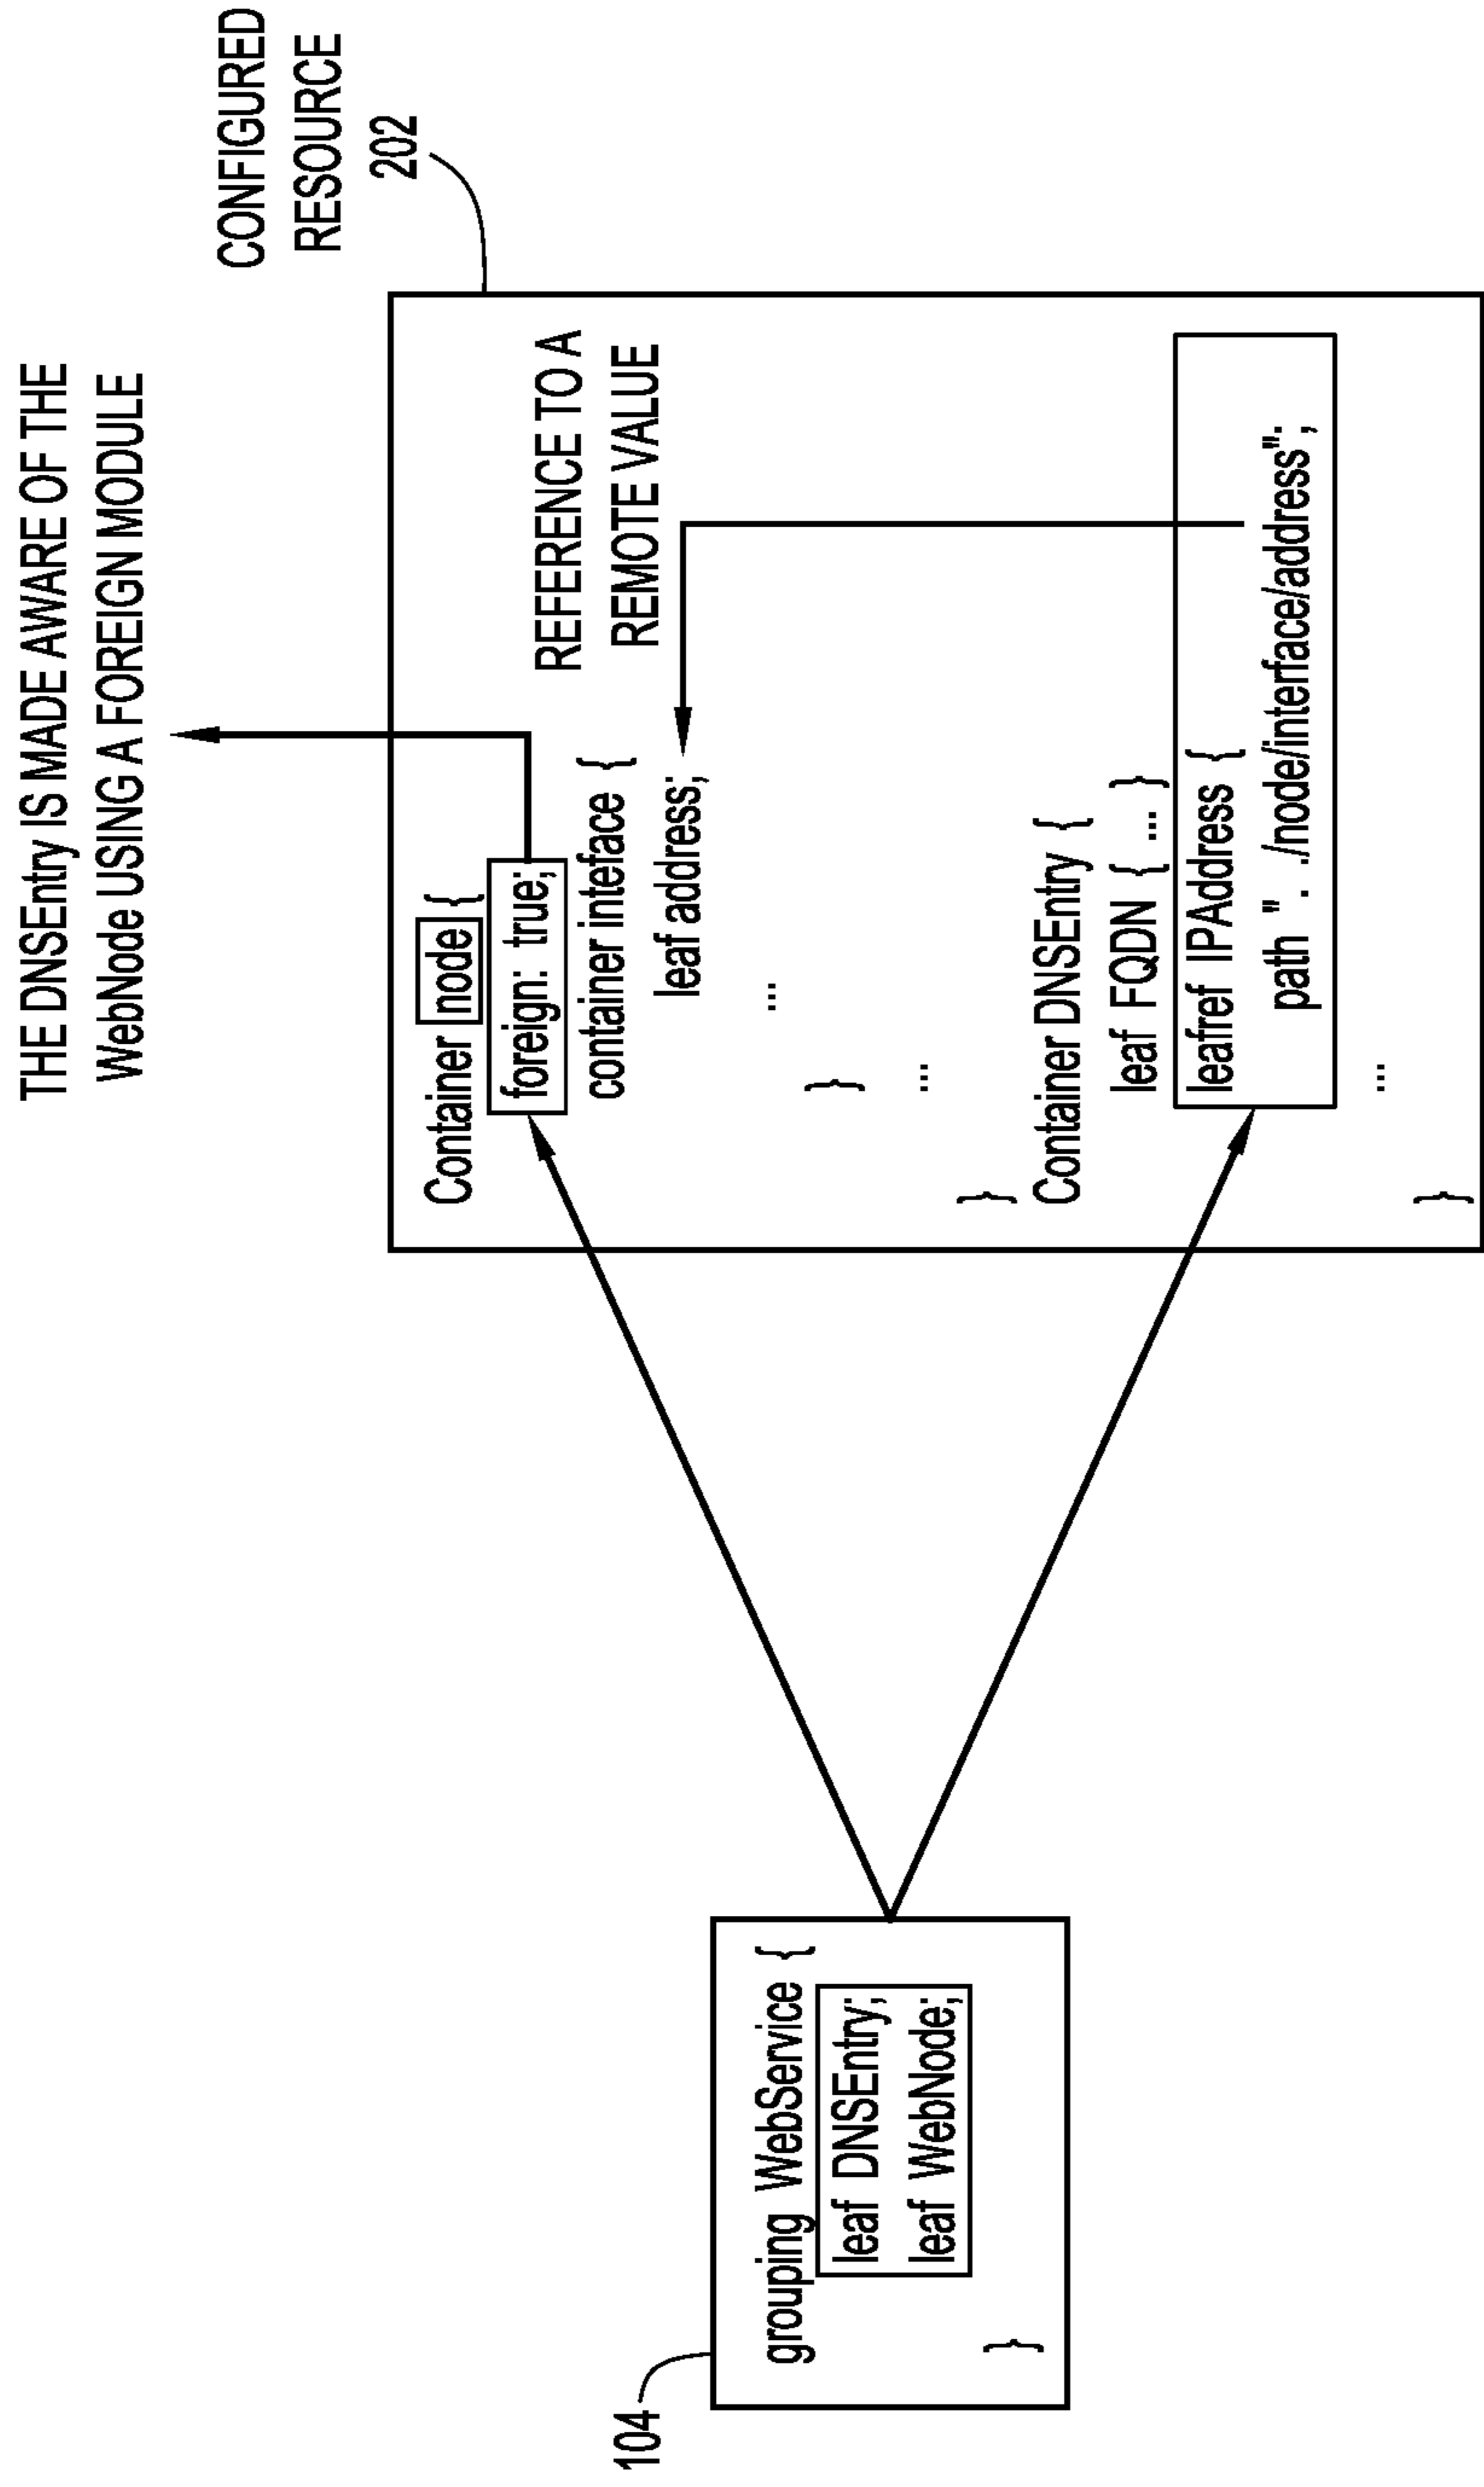 THE DNSEntry IS MADE AWARE OF THE
WebNode USING A FOREIGN MODULE
CONFIGURED
RESOURCE
202
Container node {
foreign: true;
container inteface {
leaf address;
...
}
...
}
REFERENCE TO A
REMOTE VALUE
Container DNSEntry {
leaf FQDN { ... }
leafref IPAddress {
path ". ./node/interface/address";
...
}
104
grouping WebService {
leaf DNSEntry;
leaf WebNode;
}